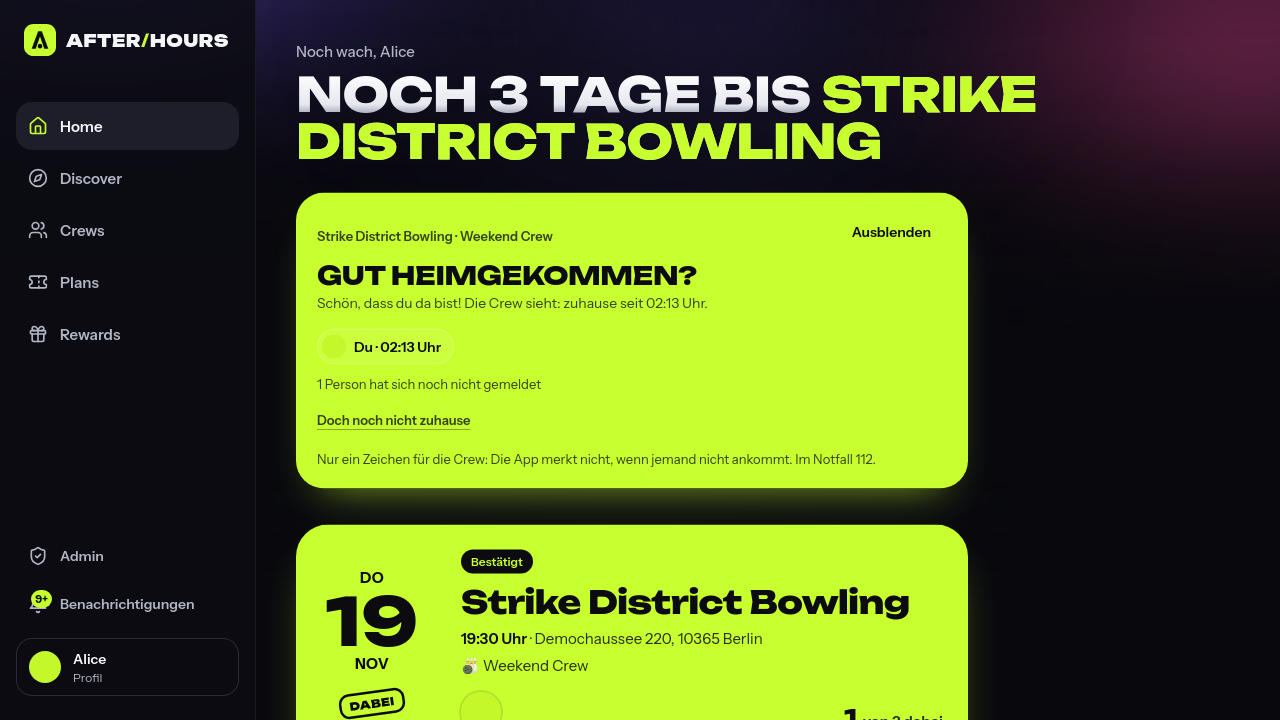 AFTER/HOURS
Home
Discover
Crews
Plans
Rewards
Admin
9+
Benachrichtigungen
Alice
Profil
Noch wach, Alice
NOCH 3 TAGE BIS STRIKE
DISTRICT BOWLING
Strike District Bowling · Weekend Crew
Ausblenden
GUT HEIMGEKOMMEN?
Schön, dass du da bist! Die Crew sieht: zuhause seit 02:13 Uhr.
Du · 02:13 Uhr
1 Person hat sich noch nicht gemeldet
Doch noch nicht zuhause
Nur ein Zeichen für die Crew: Die App merkt nicht, wenn jemand nicht ankommt. Im Notfall 112.
DO
19
NOV
DABEI
Bestätigt
Strike District Bowling
19:30 Uhr · Demochaussee 220, 10365 Berlin
Weekend Crew
1 von 2 dabei